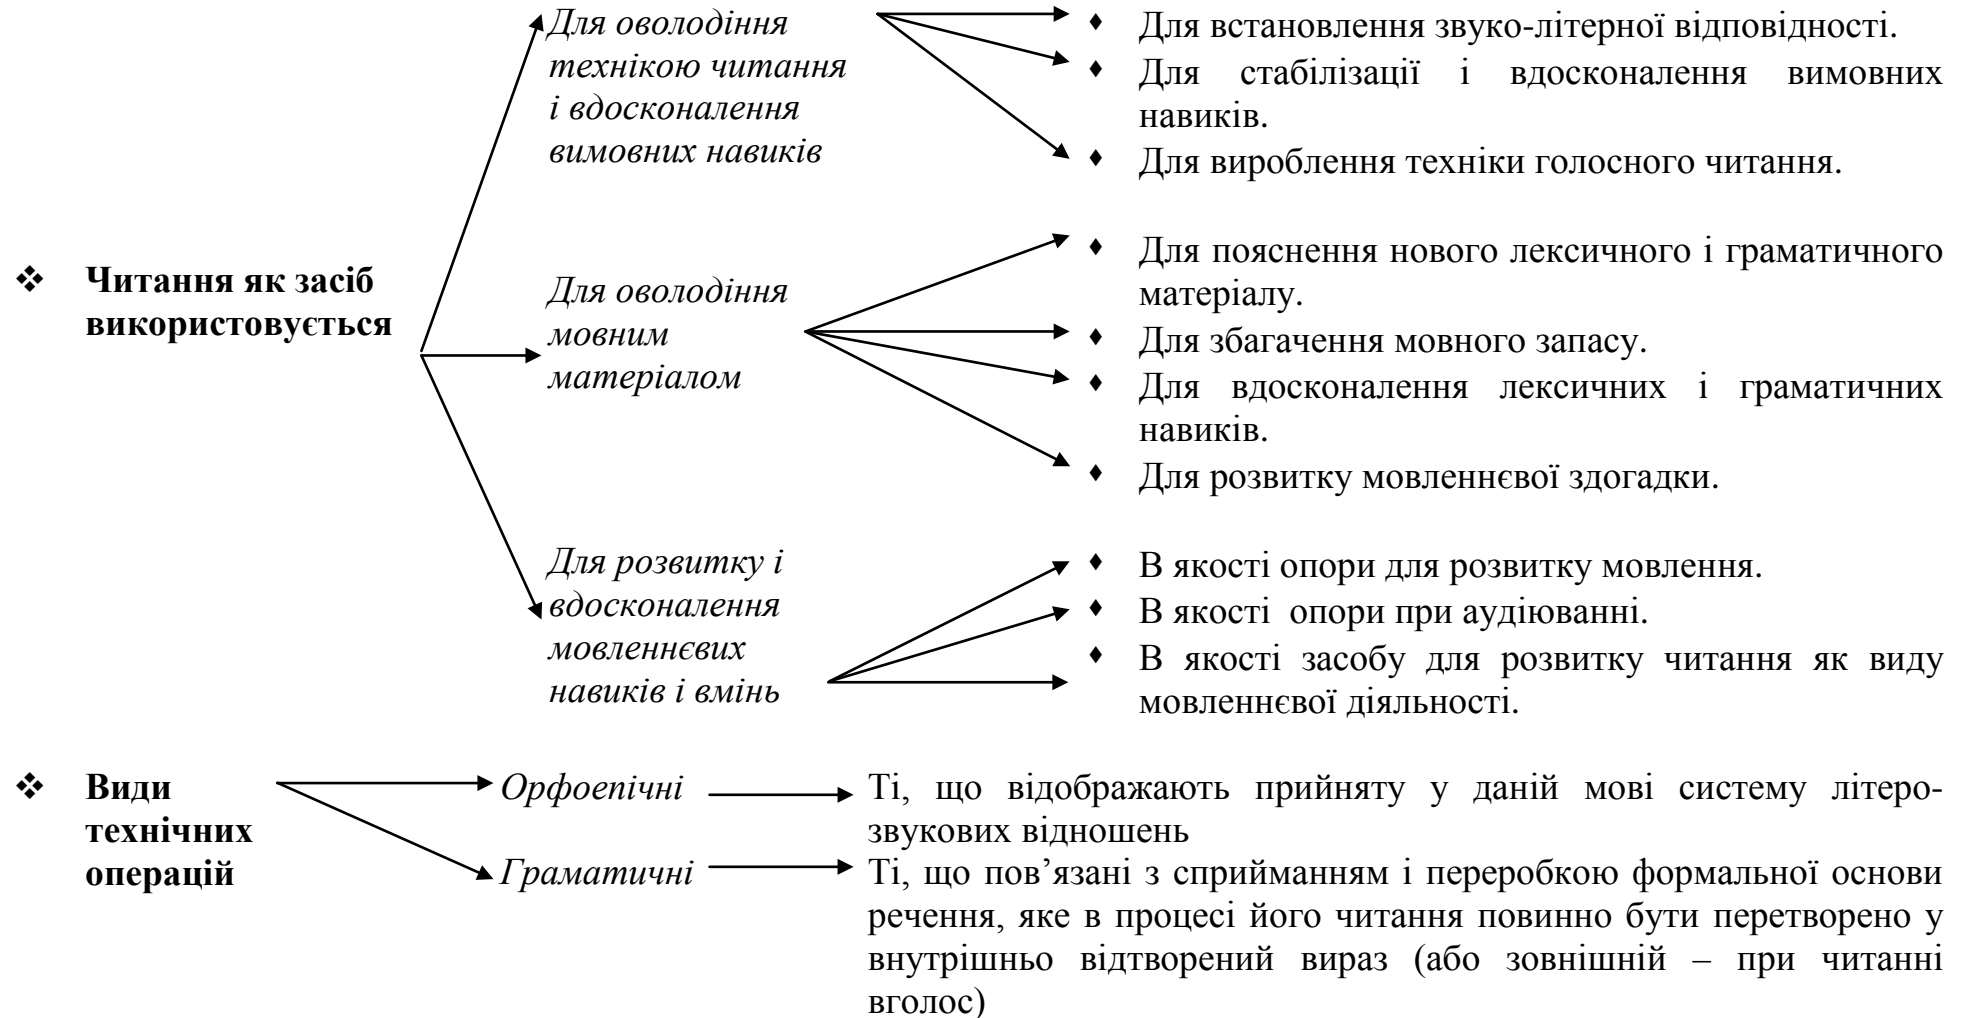 Для оволодіння
технікою читання
і вдосконалення
вимовних навиків
♦ Для встановлення звуко-літерної відповідності.
♦ Для стабілізації і вдосконалення вимовних
навиків.
♦ Для вироблення техніки голосного читання.
❖ Читання як засіб
використовується
Для оволодіння
мовним
матеріалом
♦ Для пояснення нового лексичного і граматичного
матеріалу.
♦ Для збагачення мовного запасу.
♦ Для вдосконалення лексичних і граматичних
навиків.
♦ Для розвитку мовленнєвої здогадки.
Для розвитку і
вдосконалення
мовленнєвих
навиків і вмінь
♦ В якості опори для розвитку мовлення.
♦ В якості опори при аудіюванні.
♦ В якості засобу для розвитку читання як виду
мовленнєвої діяльності.
❖ Види
технічних
операцій
Орфоепічні
Ті, що відображають прийняту у даній мові систему літеро-
звукових відношень
Граматичні
Ті, що пов’язані з сприйманням і переробкою формальної основи
речення, яке в процесі його читання повинно бути перетворено у
внутрішньо відтворений вираз (або зовнішній – при читанні
вголос)